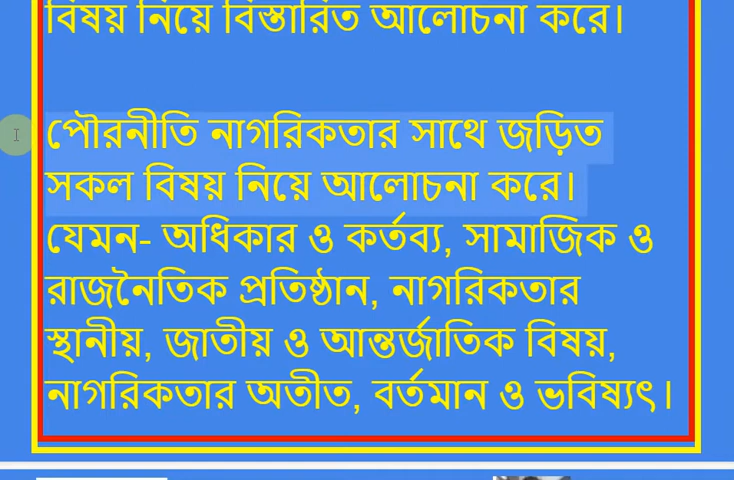 বিষয় নিয়ে বিস্তারিত আলোচনা করে।
পৌরনীতি নাগরিকতার সাথে জড়িত
সকল বিষয় নিয়ে আলোচনা করে।
যেমন- অধিকার ও কর্তব্য, সামাজিক ও
রাজনৈতিক প্রতিষ্ঠান, নাগরিকতার
স্থানীয়, জাতীয় ও আন্তর্জাতিক বিষয়,
নাগরিকতার অতীত, বর্তমান ও ভবিষ্যৎ।